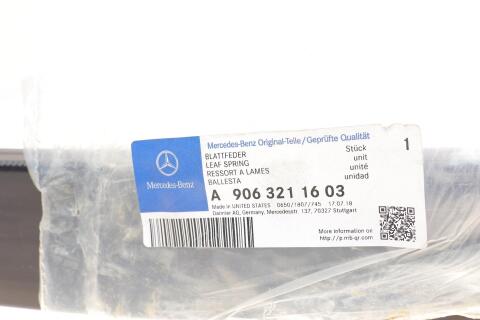 Mercedes-Benz Original-Teile/Geprüfte Qualität
BLATTFEDER
LEAF SPRING
RESSORT A LAMES
BALLESTA
Stück
unit
unité
unidad
1
Mercedes-Benz
A 906 321 16 03
Made in UNITED STATES 0650/1807/745 17.07.18
Daimler AG, Germany, Mercedesstr. 137, 70327 Stuttgart
More information on
http://p.mb-qr.com